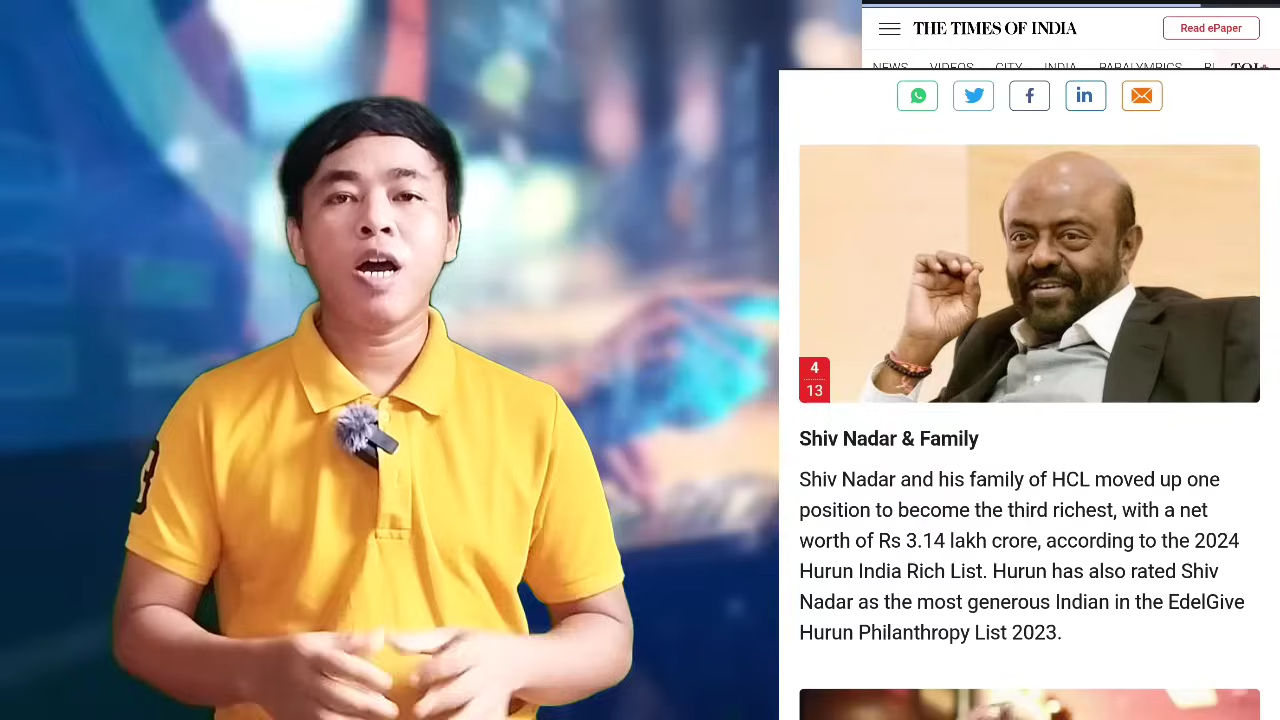 THE TIMES OF INDIA
Read ePaper
NEWS VIDEOS CITY INDIA PARALYMPICS
TOI+
4
13
Shiv Nadar & Family
Shiv Nadar and his family of HCL moved up one
position to become the third richest, with a net
worth of Rs 3.14 lakh crore, according to the 2024
Hurun India Rich List. Hurun has also rated Shiv
Nadar as the most generous Indian in the EdelGive
Hurun Philanthropy List 2023.